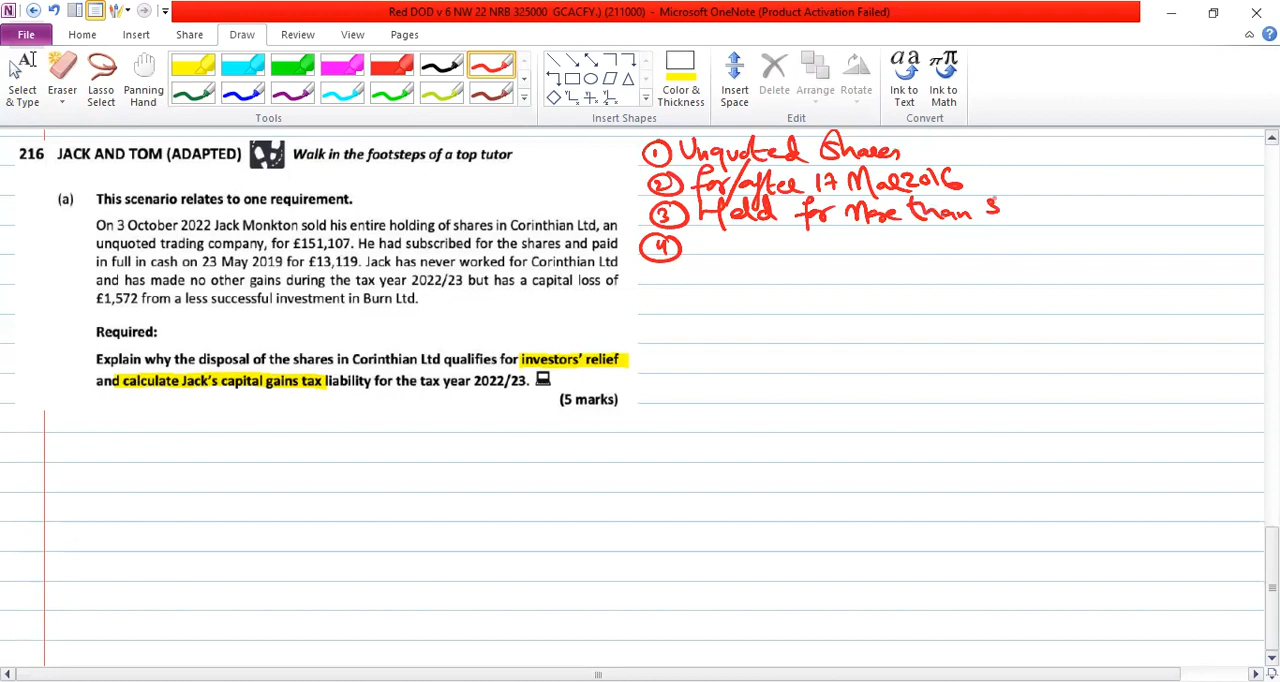 Red DOD v 6 NW 22 NRB 325000 GCACFY.) (211000) - Microsoft OneNote (Product Activation Failed)
File Home Insert Share Draw Review View Pages
Select & Type
Eraser
Lasso Select
Panning Hand
Color & Thickness
Insert Space
Delete
Arrange
Rotate
Ink to Text
Ink to Math
Tools
Insert Shapes
Edit
Convert
216 JACK AND TOM (ADAPTED) Walk in the footsteps of a top tutor
(a) This scenario relates to one requirement.
On 3 October 2022 Jack Monkton sold his entire holding of shares in Corinthian Ltd, an
unquoted trading company, for £151,107. He had subscribed for the shares and paid
in full in cash on 23 May 2019 for £13,119. Jack has never worked for Corinthian Ltd
and has made no other gains during the tax year 2022/23 but has a capital loss of
£1,572 from a less successful investment in Burn Ltd.
Required:
Explain why the disposal of the shares in Corinthian Ltd qualifies for investors' relief
and calculate Jack's capital gains tax liability for the tax year 2022/23.
(5 marks)
① Unquoted Shares
② for/after 17 Mar 2016
③ Held for More than
④